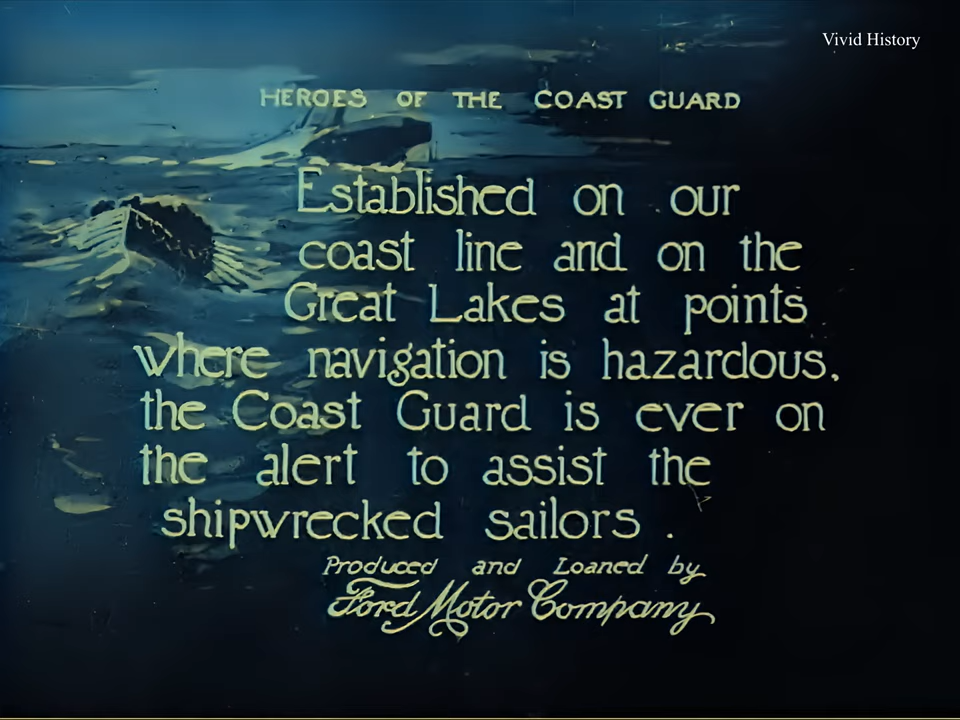 Vivid History
HEROES OF THE COAST GUARD
Established on our
coast line and on the
Great Lakes at points
where navigation is hazardous,
the Coast Guard is ever on
the alert to assist the
shipwrecked sailors.
Produced and Loaned by
Ford Motor Company